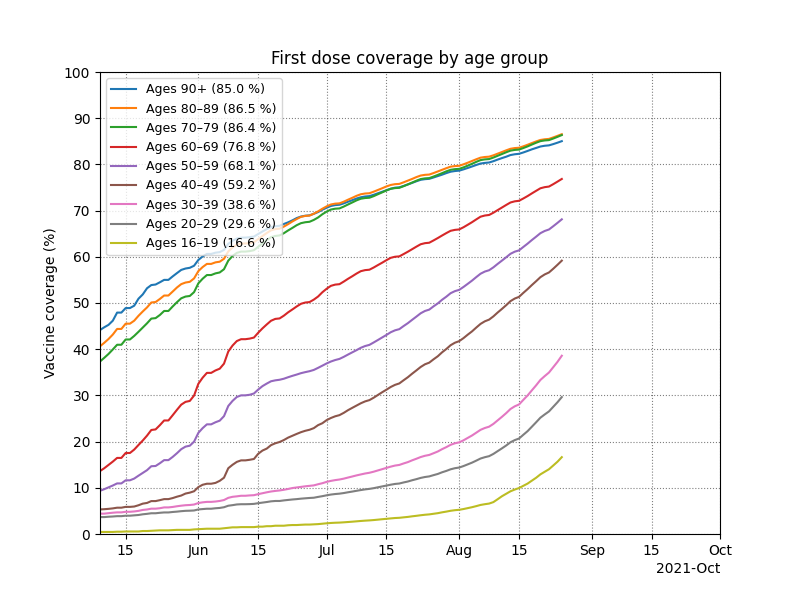 First dose coverage by age group
Vaccine coverage (%)
100
90
80
70
60
50
40
30
20
10
0
Ages 90+ (85.0 %)
Ages 80–89 (86.5 %)
Ages 70–79 (86.4 %)
Ages 60–69 (76.8 %)
Ages 50–59 (68.1 %)
Ages 40–49 (59.2 %)
Ages 30–39 (38.6 %)
Ages 20–29 (29.6 %)
Ages 16–19 (16.6 %)
15 Jun 15 Jul 15 Aug 15 Sep 15 Oct
2021-Oct